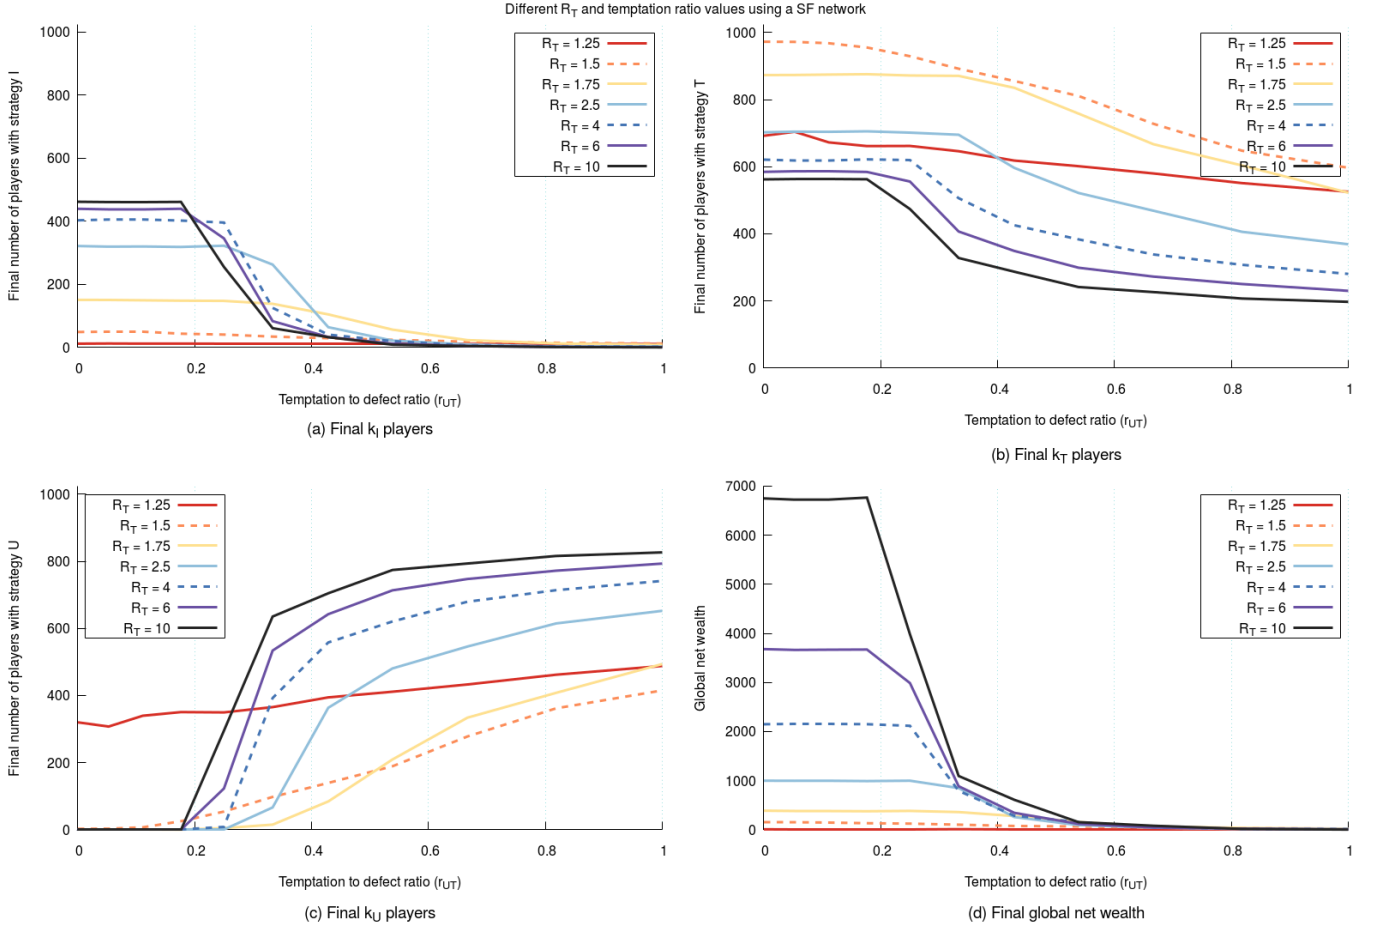 Different R_T and temptation ratio values using a SF network
Final number of players with strategy I
1000
800
600
400
200
0
0 0.2 0.4 0.6 0.8 1
R_T = 1.25
R_T = 1.5
R_T = 1.75
R_T = 2.5
R_T = 4
R_T = 6
R_T = 10
Temptation to defect ratio (r_UT)
(a) Final k_I players
Final number of players with strategy T
1000
800
600
400
200
0
0 0.2 0.4 0.6 0.8 1
R_T = 1.25
R_T = 1.5
R_T = 1.75
R_T = 2.5
R_T = 4
R_T = 6
R_T = 10
Temptation to defect ratio (r_UT)
(b) Final k_T players
Final number of players with strategy U
1000
800
600
400
200
0
0 0.2 0.4 0.6 0.8 1
R_T = 1.25
R_T = 1.5
R_T = 1.75
R_T = 2.5
R_T = 4
R_T = 6
R_T = 10
Temptation to defect ratio (r_UT)
(c) Final k_U players
Global net wealth
7000
6000
5000
4000
3000
2000
1000
0
0 0.2 0.4 0.6 0.8 1
R_T = 1.25
R_T = 1.5
R_T = 1.75
R_T = 2.5
R_T = 4
R_T = 6
R_T = 10
Temptation to defect ratio (r_UT)
(d) Final global net wealth